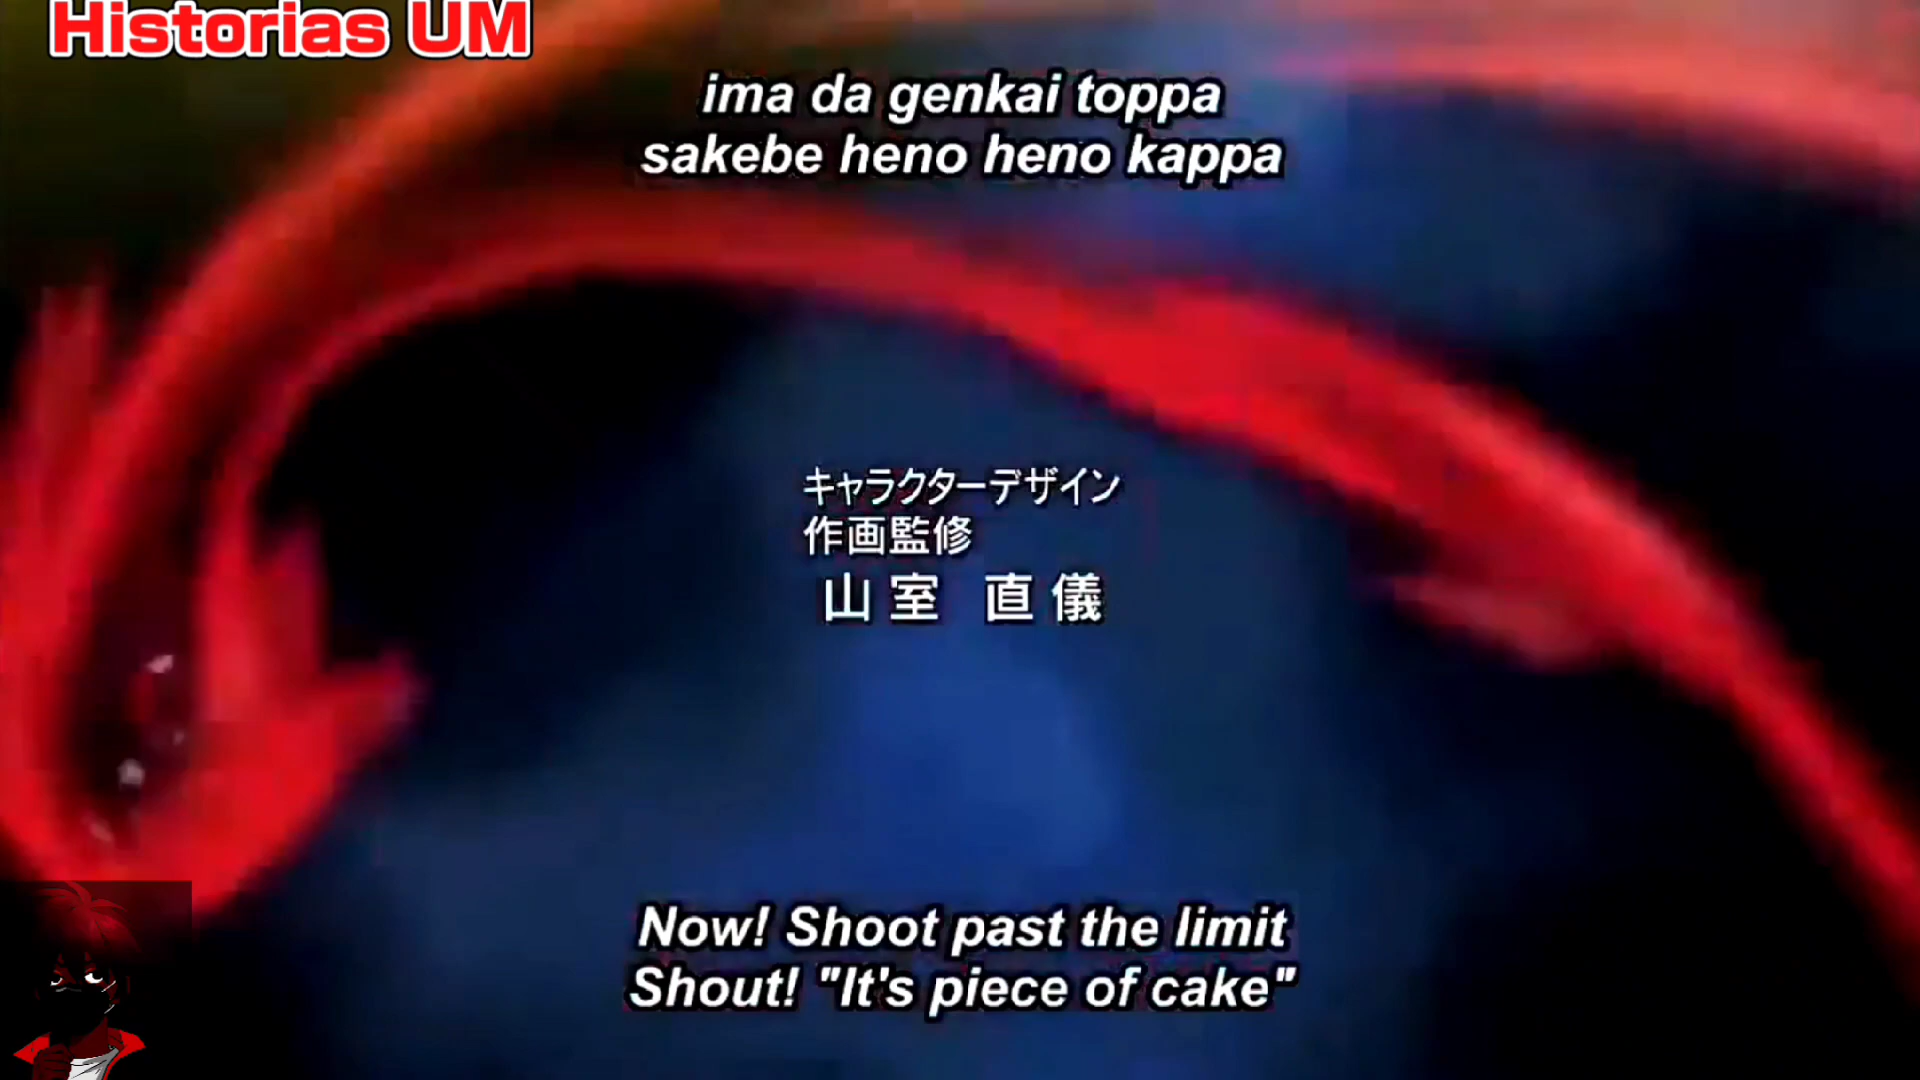 Historias UM
ima da genkai toppa
sakebe heno heno kappa
キャラクターデザイン
作画監修
山室 直儀
Now! Shoot past the limit
Shout! "It's piece of cake"